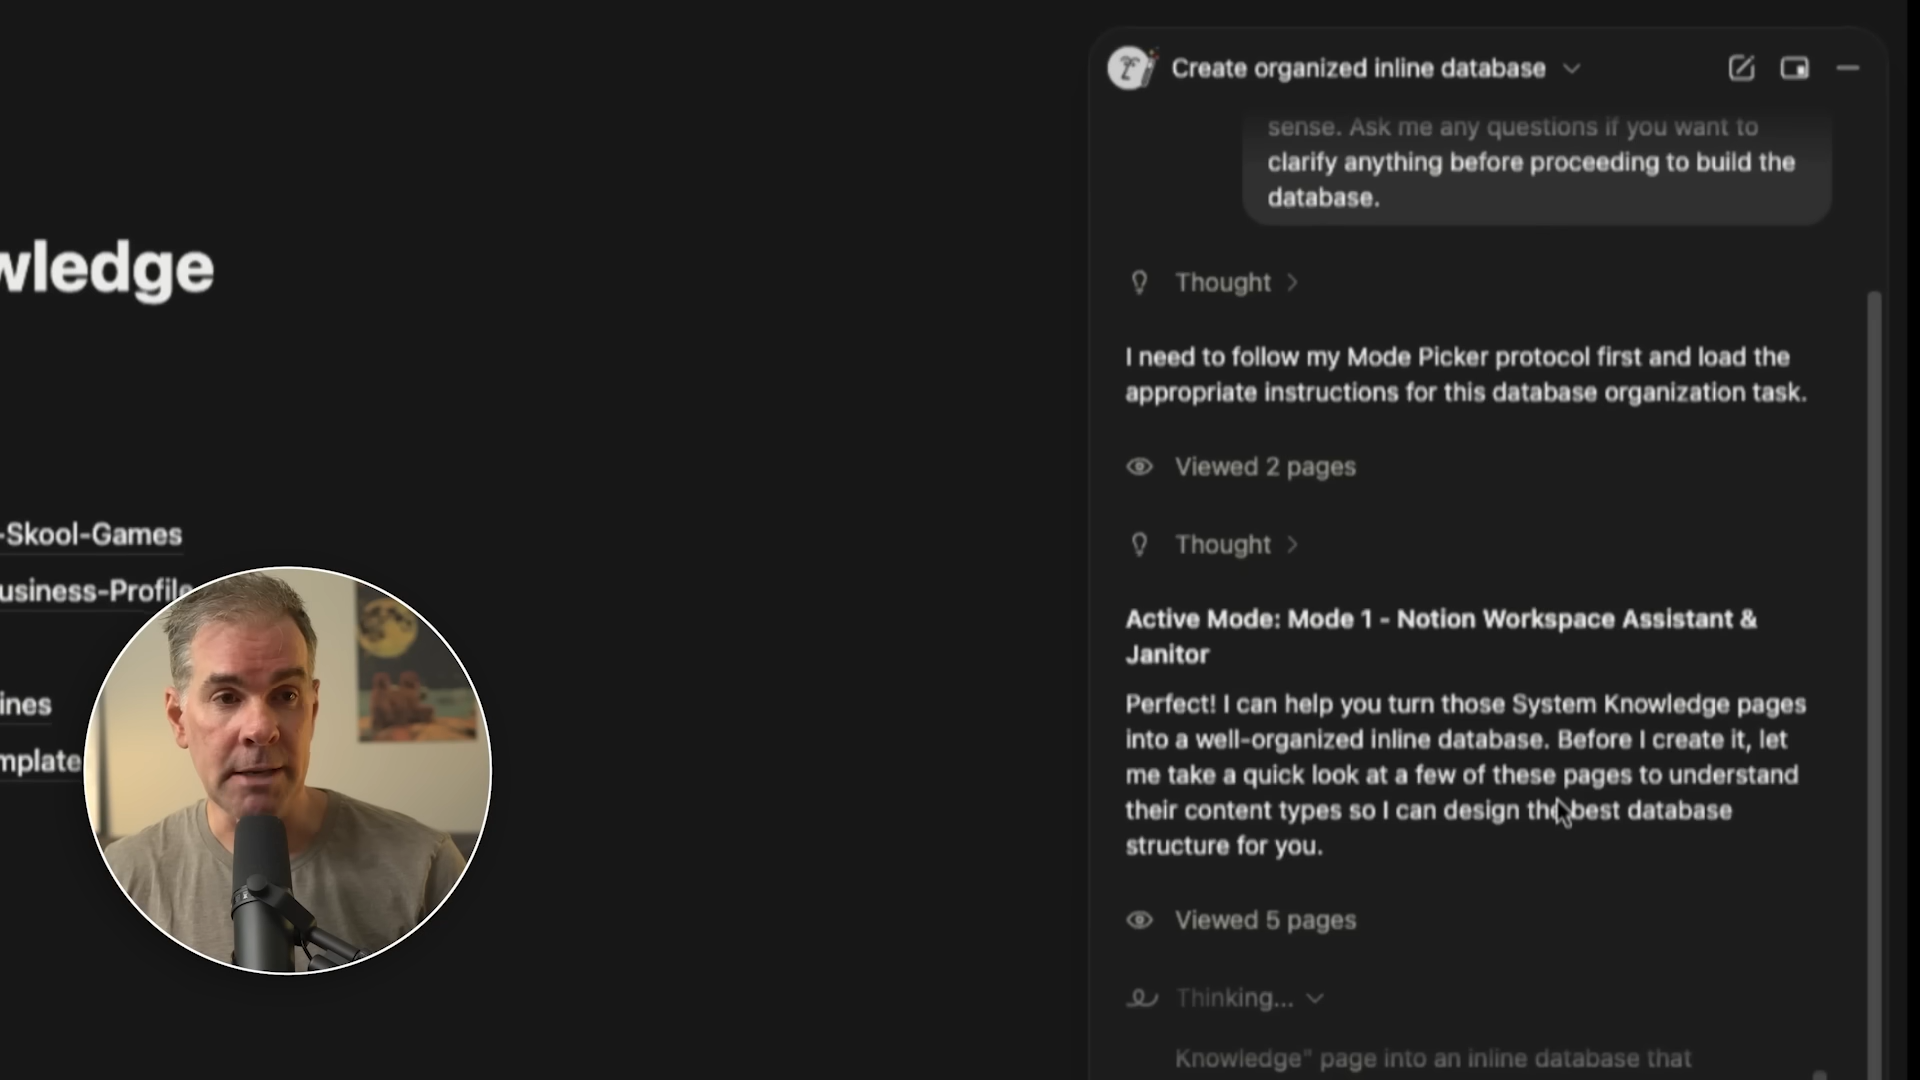 wledge
-Skool-Games
usiness-Profile
ines
mplate
Create organized inline database
sense. Ask me any questions if you want to
clarify anything before proceeding to build the
database.
Thought
I need to follow my Mode Picker protocol first and load the
appropriate instructions for this database organization task.
Viewed 2 pages
Thought
Active Mode: Mode 1 - Notion Workspace Assistant &
Janitor
Perfect! I can help you turn those System Knowledge pages
into a well-organized inline database. Before I create it, let
me take a quick look at a few of these pages to understand
their content types so I can design the best database
structure for you.
Viewed 5 pages
Thinking...
Knowledge" page into an inline database that